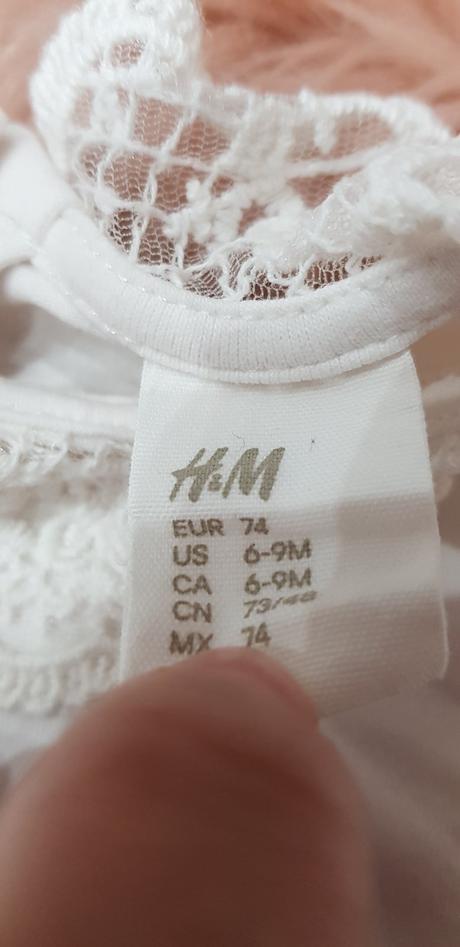 H&M
EUR 74
US 6-9M
CA 6-9M
CN 73/48
MX 74